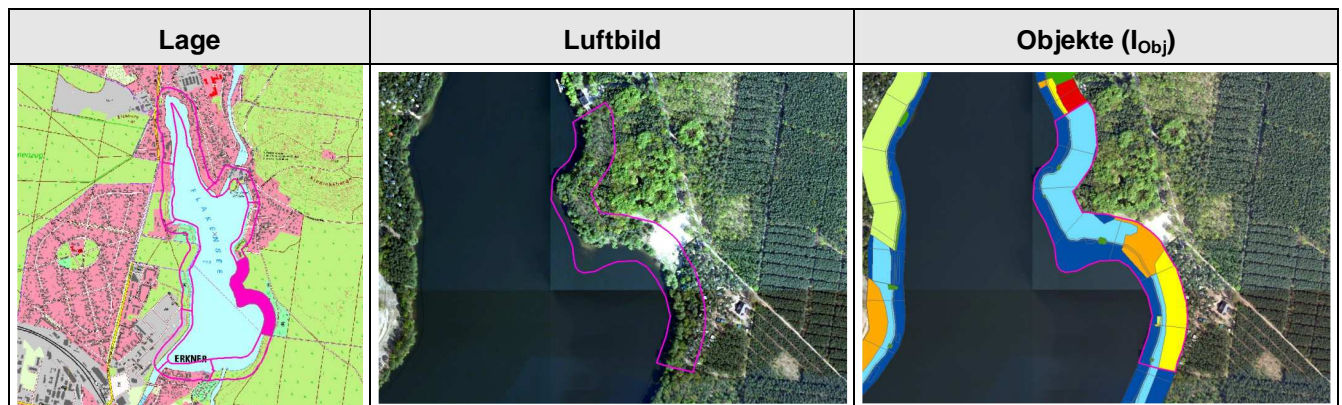 Lage
Luftbild
Objekte (I_Obj)
FLAKENSEE
ERKNER